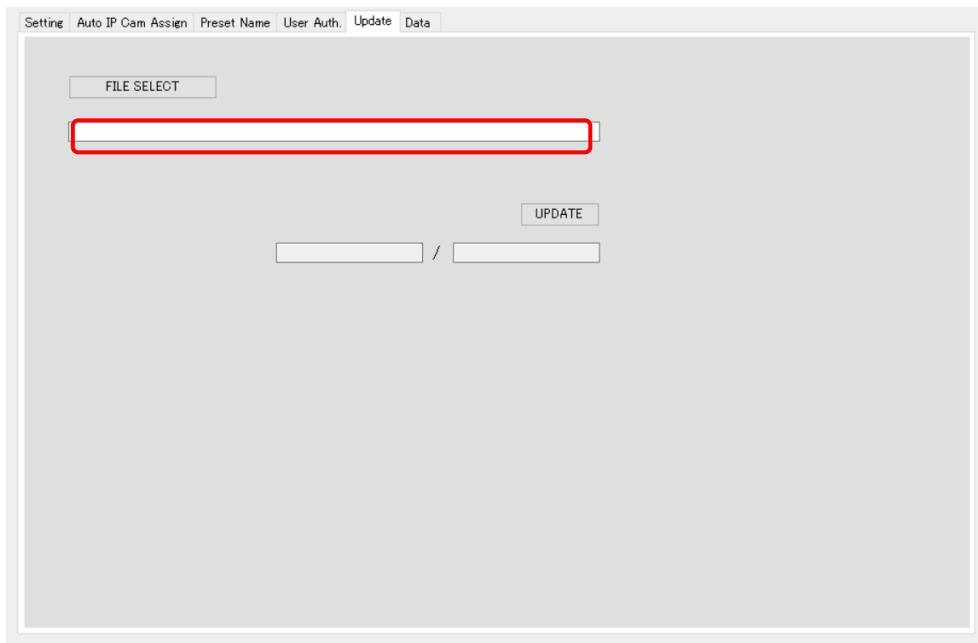 Setting Auto IP Cam Assign Preset Name User Auth. Update Data
FILE SELECT
UPDATE
/